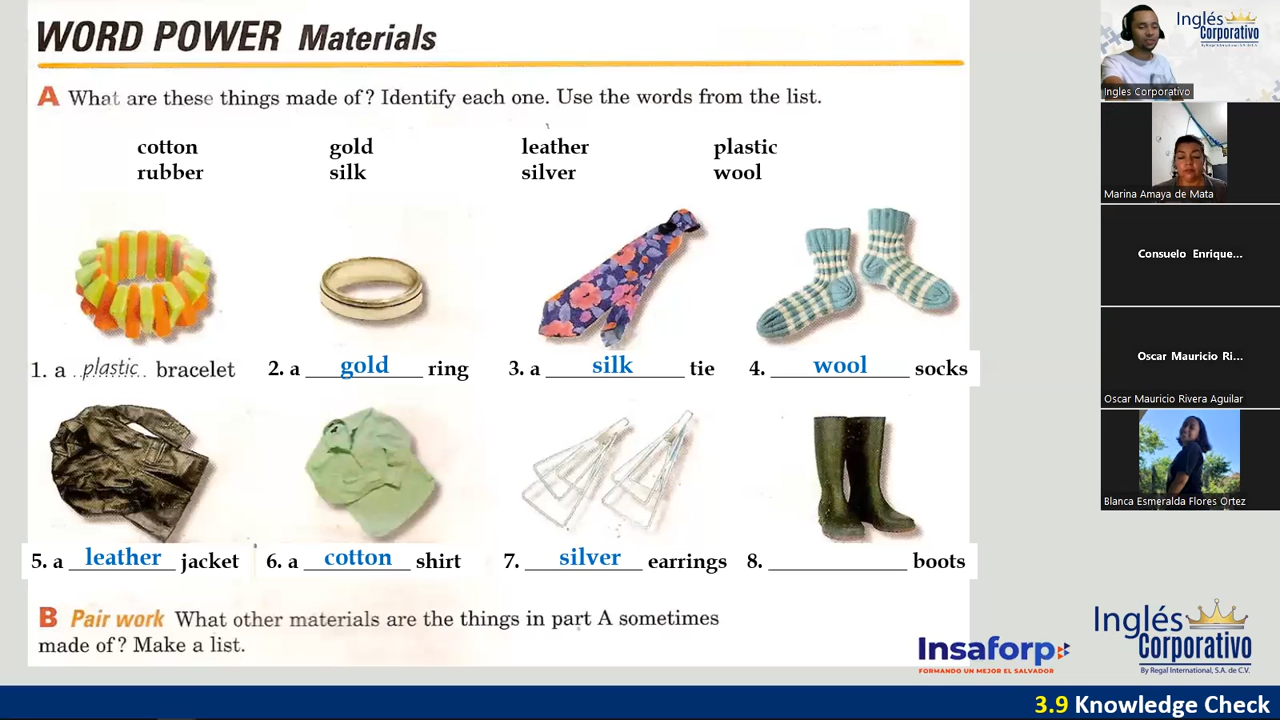 WORD POWER Materials
A What are these things made of? Identify each one. Use the words from the list.
cotton gold leather plastic
rubber silk silver wool
1. a plastic bracelet 2. a gold ring 3. a silk tie 4. wool socks
5. a leather jacket 6. a cotton shirt 7. silver earrings 8. ____________ boots
B Pair work What other materials are the things in part A sometimes
made of? Make a list.
Insaforp
FORMANDO UN MEJOR EL SALVADOR
Inglés
Corporativo
By Regal International, S.A. de C.V.
3.9 Knowledge Check
Inglés
Corporativo
Ingles Corporativo
Marina Amaya de Mata
Consuelo Enrique...
Oscar Mauricio Ri...
Oscar Mauricio Rivera Aguilar
Blanca Esmeralda Flores Ortez